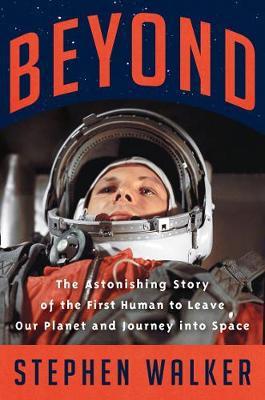 BEYOND
The Astonishing Story
of the First Human to Leave
Our Planet and Journey into Space
STEPHEN WALKER